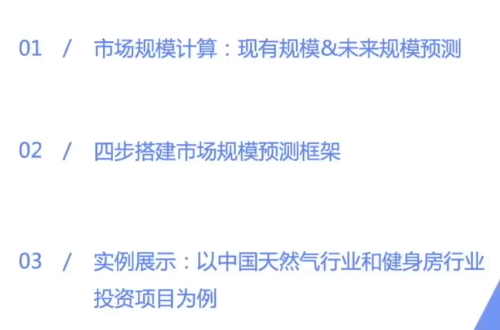 01 / 市场规模计算：现有规模&未来规模预测
02 / 四步搭建市场规模预测框架
03 / 实例展示：以中国天然气行业和健身房行业
投资项目为例